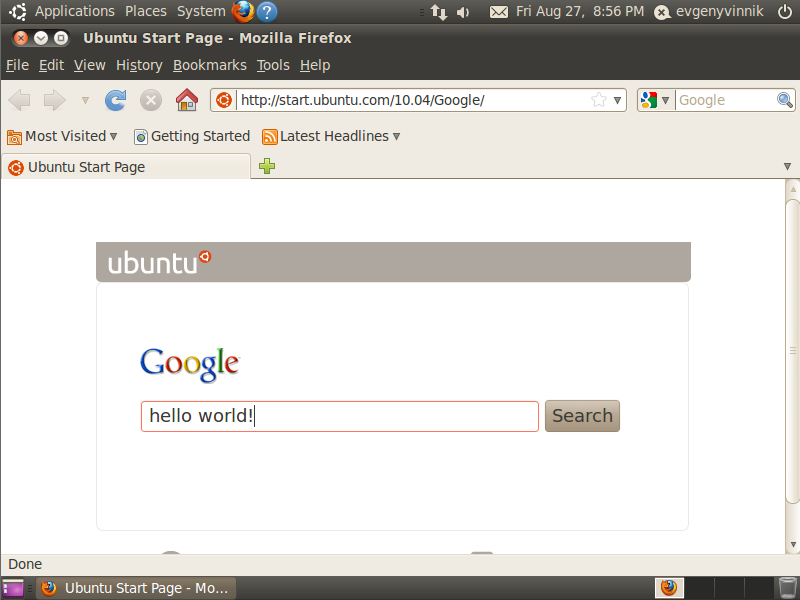 Applications Places System ? Fri Aug 27, 8:56 PM evgenyvinnik
Ubuntu Start Page - Mozilla Firefox
File Edit View History Bookmarks Tools Help
http://start.ubuntu.com/10.04/Google/ Google
Most Visited Getting Started Latest Headlines
Ubuntu Start Page
ubuntu
Google
hello world! Search
Done
Ubuntu Start Page - Mo...